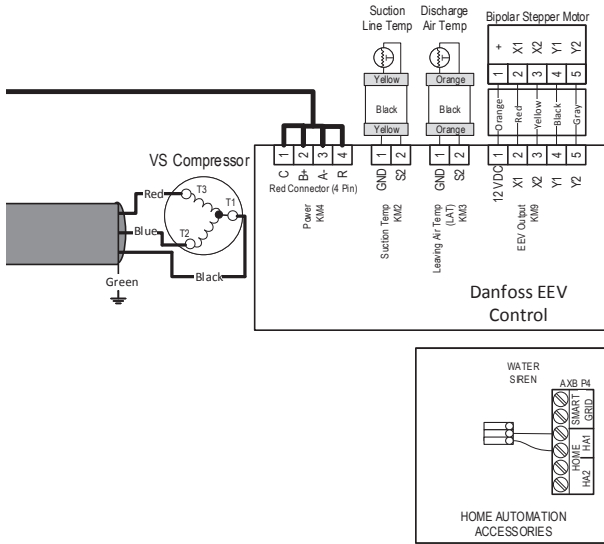 Suction
Line Temp
Discharge
Air Temp
Bipolar Stepper Motor
+ X1 X2 Y1 Y2
1 2 3 4 5
Yellow
Orange
Black
Black
Yellow
Orange
Orange Red Yellow Black Gray
VS Compressor
1 2 3 4
1 2
1 2
1 2 3 4 5
C B+ A- R
GND S2
GND S2
12 VDC X1 X2 Y1 Y2
Red Connector (4 Pin)
Power
KM4
Suction Temp
KM2
Leaving Air Temp
(LAT)
KM3
EEV Output
KM9
Red
T3
T1
Blue
T2
Black
Green
Danfoss EEV
Control
WATER
SIREN
AXB P4
SMART
GRID
HOME
HA1
HA2
HOME AUTOMATION
ACCESSORIES